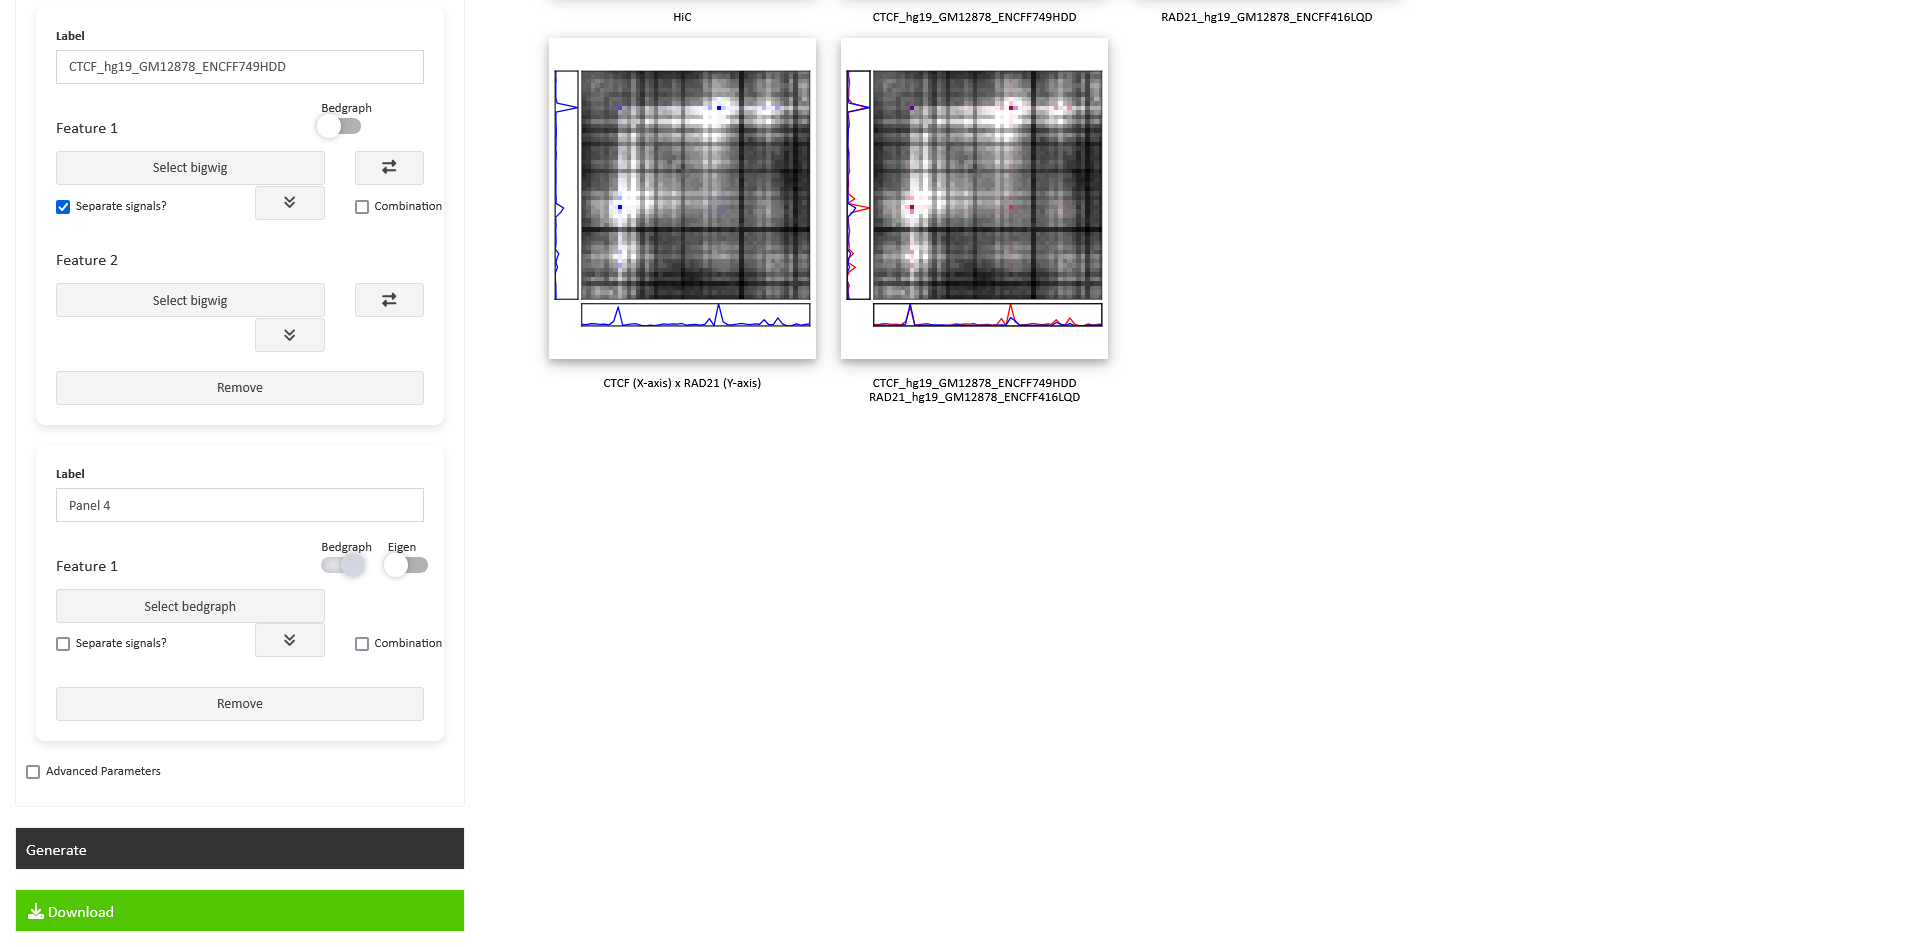 Label
CTCF_hg19_GM12878_ENCFF749HDD
Bedgraph
Feature 1
Select bigwig
Separate signals?
Combination
Feature 2
Select bigwig
Remove
Label
Panel 4
Bedgraph Eigen
Feature 1
Select bedgraph
Separate signals?
Combination
Remove
Advanced Parameters
Generate
Download
HiC
CTCF_hg19_GM12878_ENCFF749HDD
RAD21_hg19_GM12878_ENCFF416LQD
CTCF (X-axis) x RAD21 (Y-axis)
CTCF_hg19_GM12878_ENCFF749HDD
RAD21_hg19_GM12878_ENCFF416LQD